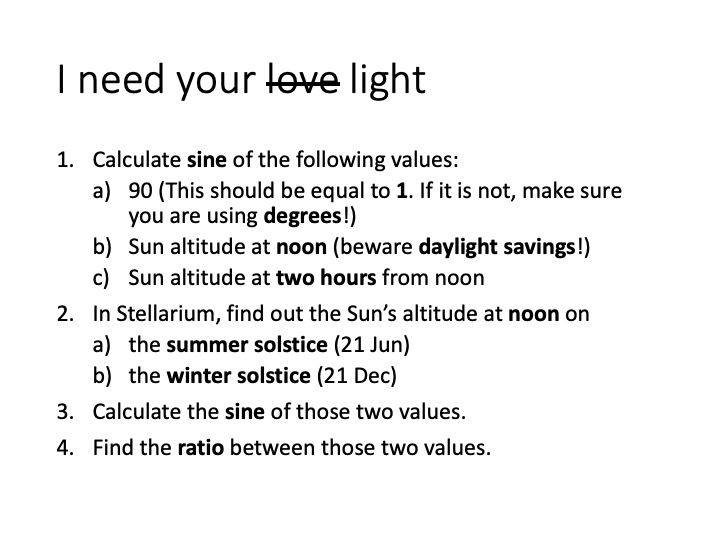 I need your love light
1. Calculate sine of the following values:
a) 90 (This should be equal to 1. If it is not, make sure
you are using degrees!)
b) Sun altitude at noon (beware daylight savings!)
c) Sun altitude at two hours from noon
2. In Stellarium, find out the Sun’s altitude at noon on
a) the summer solstice (21 Jun)
b) the winter solstice (21 Dec)
3. Calculate the sine of those two values.
4. Find the ratio between those two values.